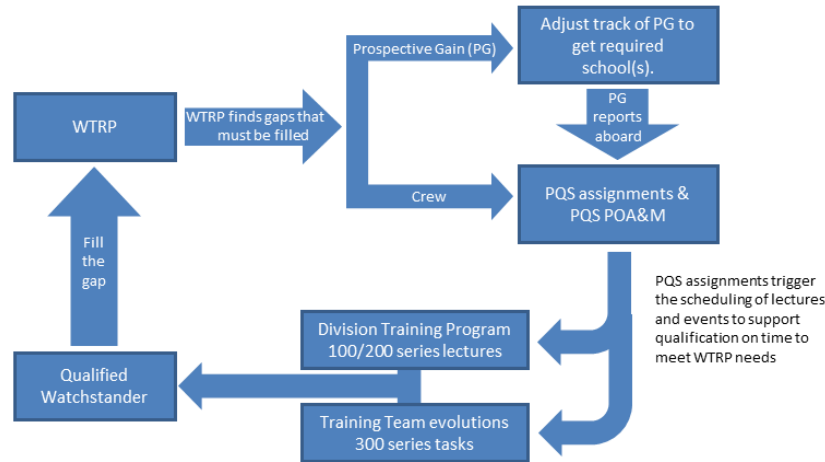 Prospective Gain (PG)
Adjust track of PG to
get required
school(s).
WTRP
WTRP finds gaps that
must be filled
PG
reports
aboard
Crew
PQS assignments &
PQS POA&M
Fill
the
gap
PQS assignments trigger
the scheduling of lectures
and events to support
qualification on time to
meet WTRP needs
Division Training Program
100/200 series lectures
Qualified
Watchstander
Training Team evolutions
300 series tasks